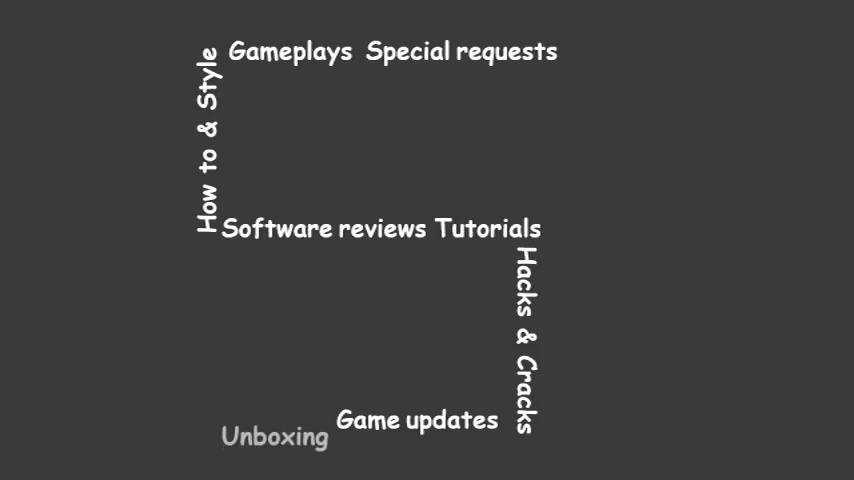 Gameplays Special requests
How to & Style
Software reviews Tutorials
Hacks & Cracks
Game updates
Unboxing